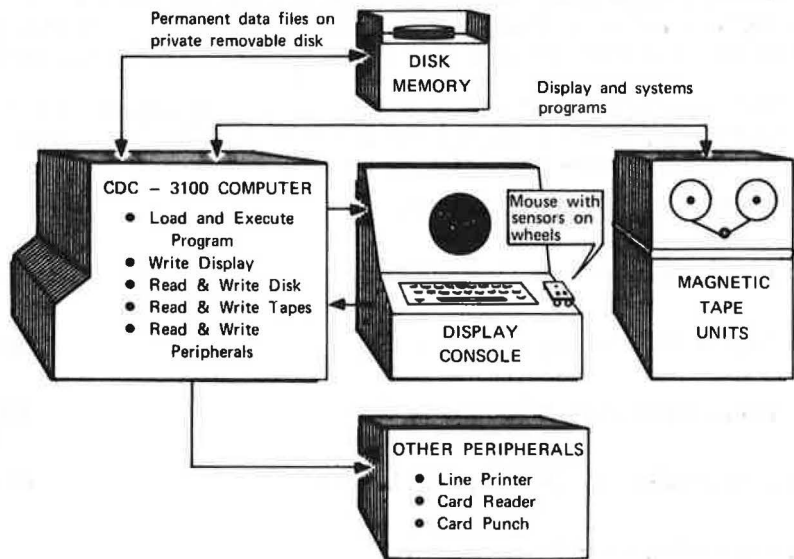 Permanent data files on
private removable disk
DISK
MEMORY
Display and systems
programs
CDC – 3100 COMPUTER
● Load and Execute
Program
● Write Display
● Read & Write Disk
● Read & Write Tapes
● Read & Write
Peripherals
Mouse with
sensors on
wheels
DISPLAY
CONSOLE
MAGNETIC
TAPE
UNITS
OTHER PERIPHERALS
● Line Printer
● Card Reader
● Card Punch